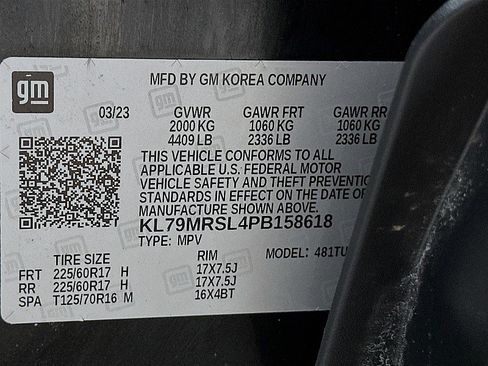 gm
MFD BY GM KOREA COMPANY
03/23 GVWR GAWR FRT GAWR RR
2000 KG 1060 KG 1060 KG
4409 LB 2336 LB 2336 LB
THIS VEHICLE CONFORMS TO ALL
APPLICABLE U.S. FEDERAL MOTOR
VEHICLE SAFETY AND THEFT PREVENTIO
STANDARDS IN EFFECT ON THE DATE OF
MANUFACTURE SHOWN ABOVE.
KL79MRSL4PB158618
TYPE: MPV
TIRE SIZE RIM MODEL: 481TU
FRT 225/60R17 H 17X7.5J
RR 225/60R17 H 17X7.5J
SPA T125/70R16 M 16X4BT